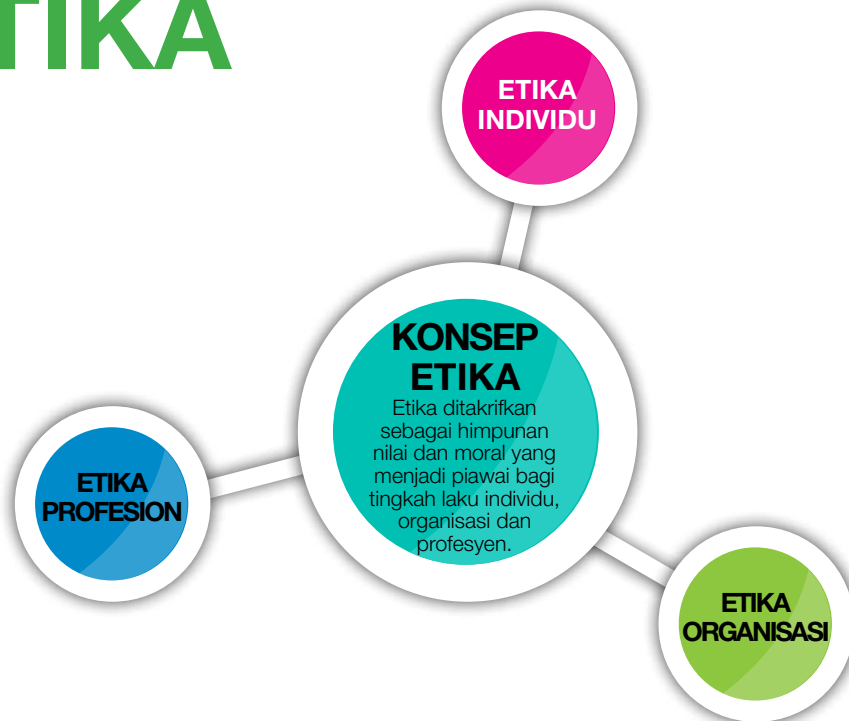 TIKA
ETIKA
INDIVIDU
KONSEP
ETIKA
Etika ditakrifkan
sebagai himpunan
nilai dan moral yang
menjadi piawai bagi
tingkah laku individu,
organisasi dan
profesyen.
ETIKA
PROFESION
ETIKA
ORGANISASI